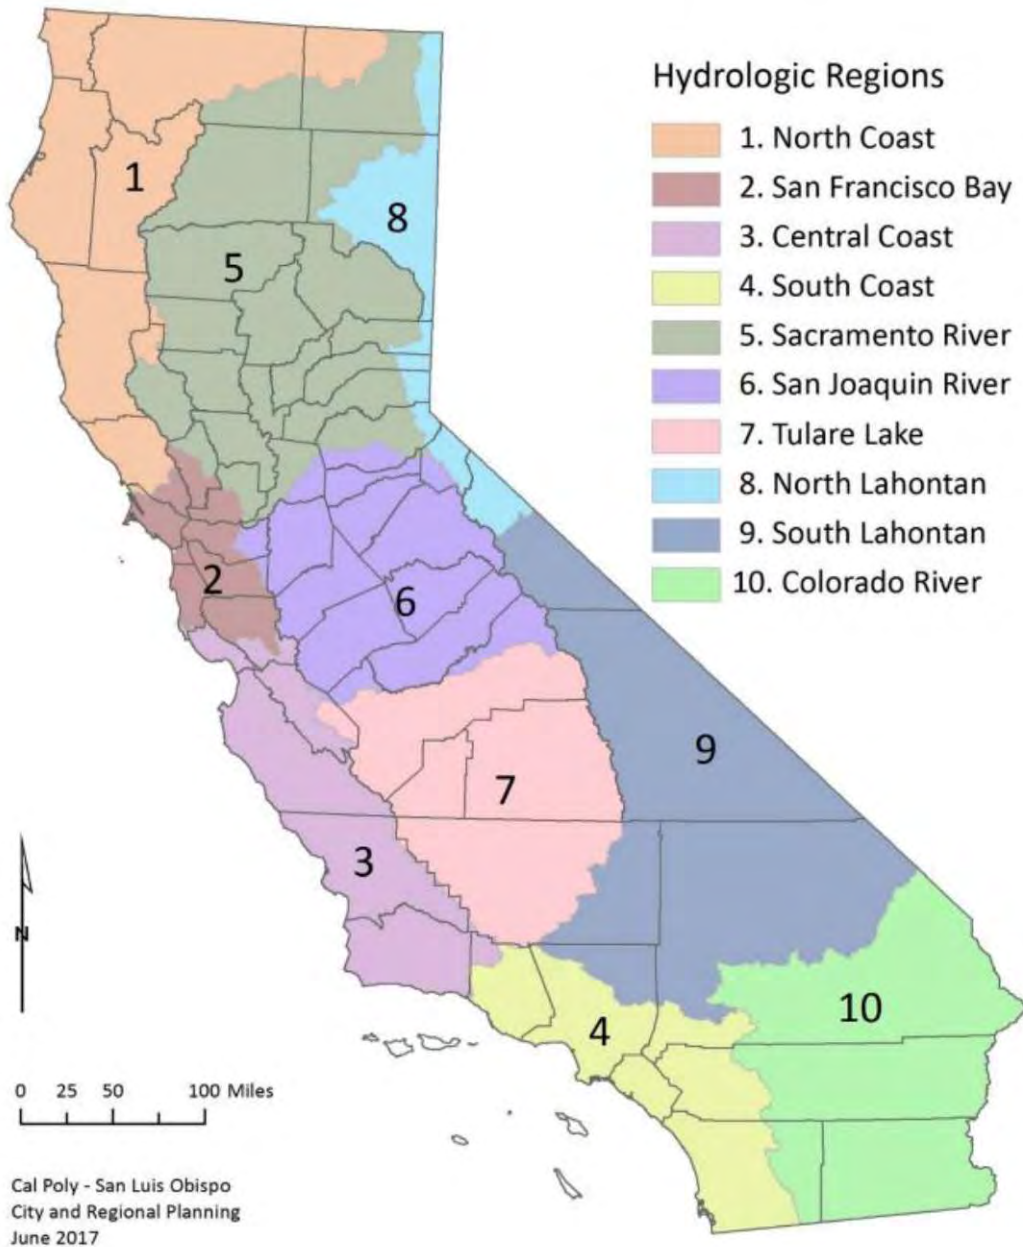 Hydrologic Regions
1. North Coast
2. San Francisco Bay
3. Central Coast
4. South Coast
5. Sacramento River
6. San Joaquin River
7. Tulare Lake
8. North Lahontan
9. South Lahontan
10. Colorado River
1
8
5
2
6
9
7
3
N
10
4
0 25 50 100 Miles
Cal Poly - San Luis Obispo
City and Regional Planning
June 2017